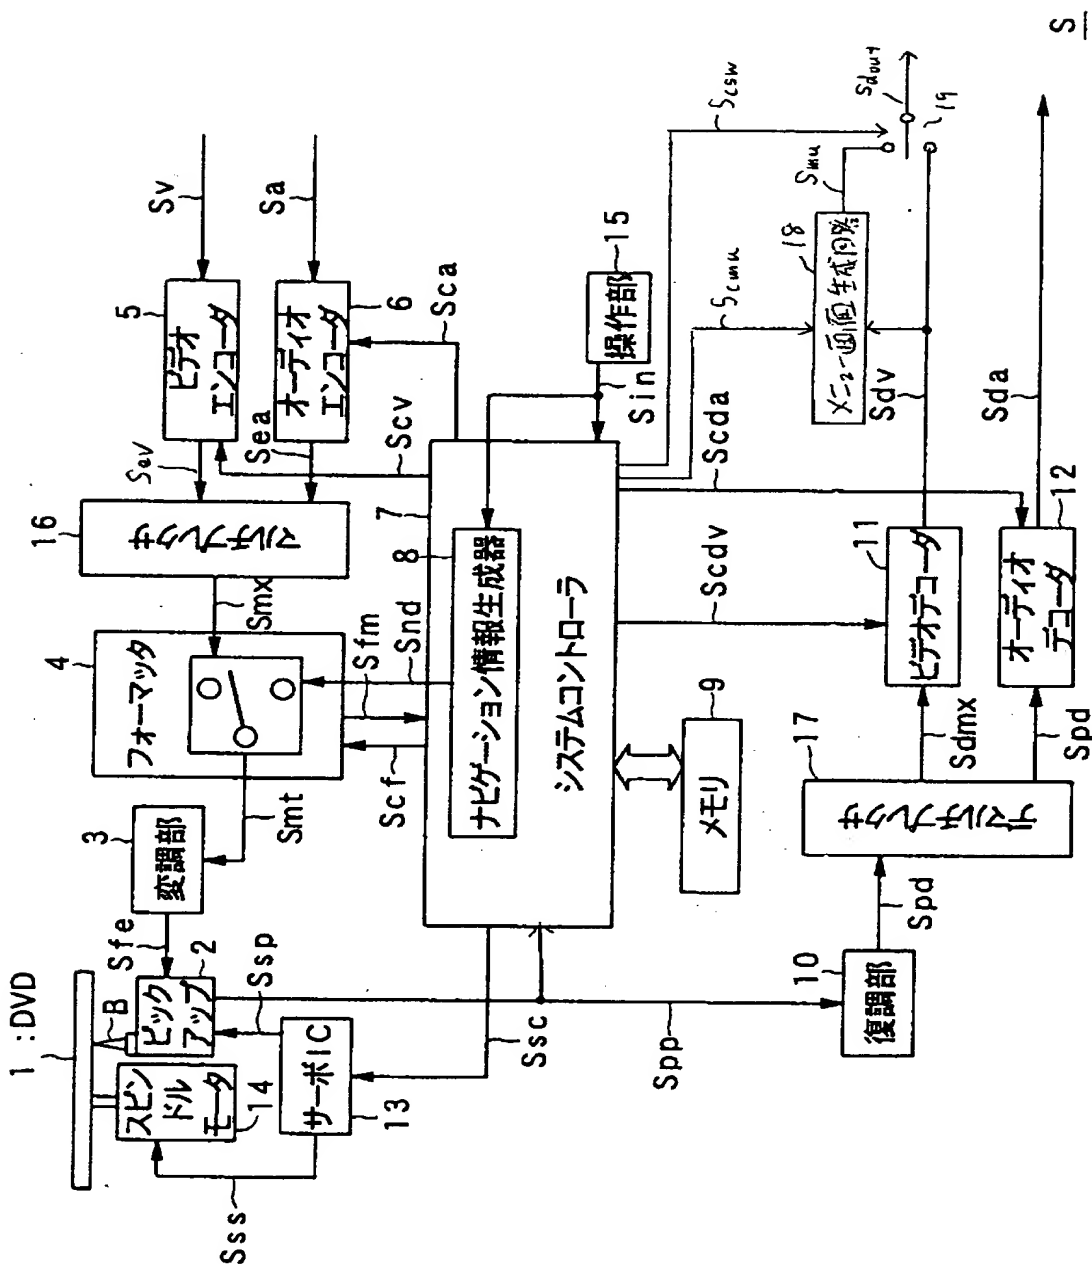 1 :DVD
B
スピン
ドル
モータ
14
ピック
アップ
2
Sfe
3
変調部
Smt
4
フォーマッタ
Smx
16
マルチプレクサ
Sev
Sea
5
ビデオ
エンコーダ
オーディオ
エンコーダ
6
Sv
Sa
Sca
Scv
Sss
サーボIC
13
Ssp
Ssc
Scf
Sfm
Snd
7
8
ナビゲーション情報生成器
システムコントローラ
Sin
15
操作部
Spp
9
メモリ
Scdv
Scda
Scmu
Scsw
10
復調部
Spd
17
デマルチプレクサ
Sdmx
Spd
11
ビデオデコーダ
オーディオ
デコーダ
12
Sdv
Sda
18
メニュー画面生成回路
Smu
19
Sdout
S